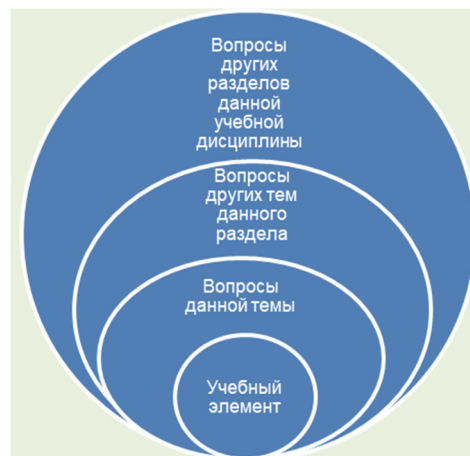 Вопросы
других
разделов
данной
учебной
дисциплины
Вопросы
других тем
данного
раздела
Вопросы
данной темы
Учебный
элемент